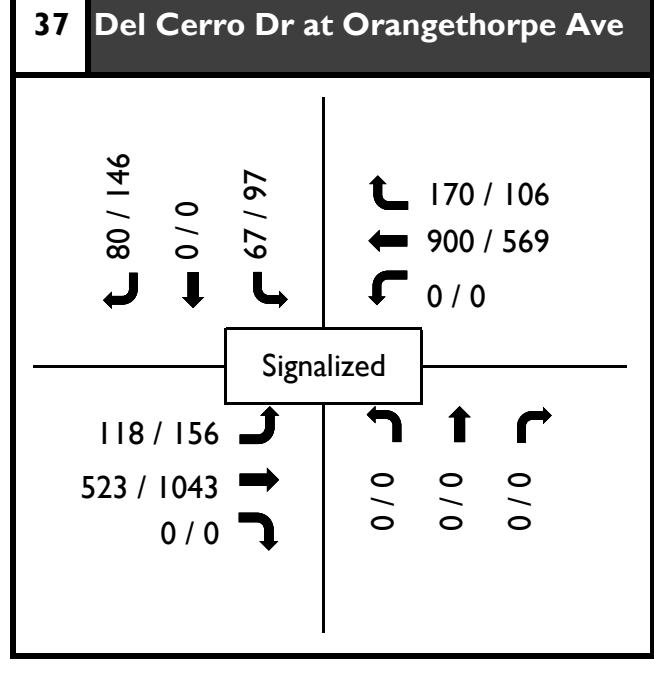 37 Del Cerro Dr at Orangethorpe Ave
80 / 146
0 / 0
67 / 97
170 / 106
900 / 569
0 / 0
Signalized
118 / 156
523 / 1043
0 / 0
0 / 0
0 / 0
0 / 0